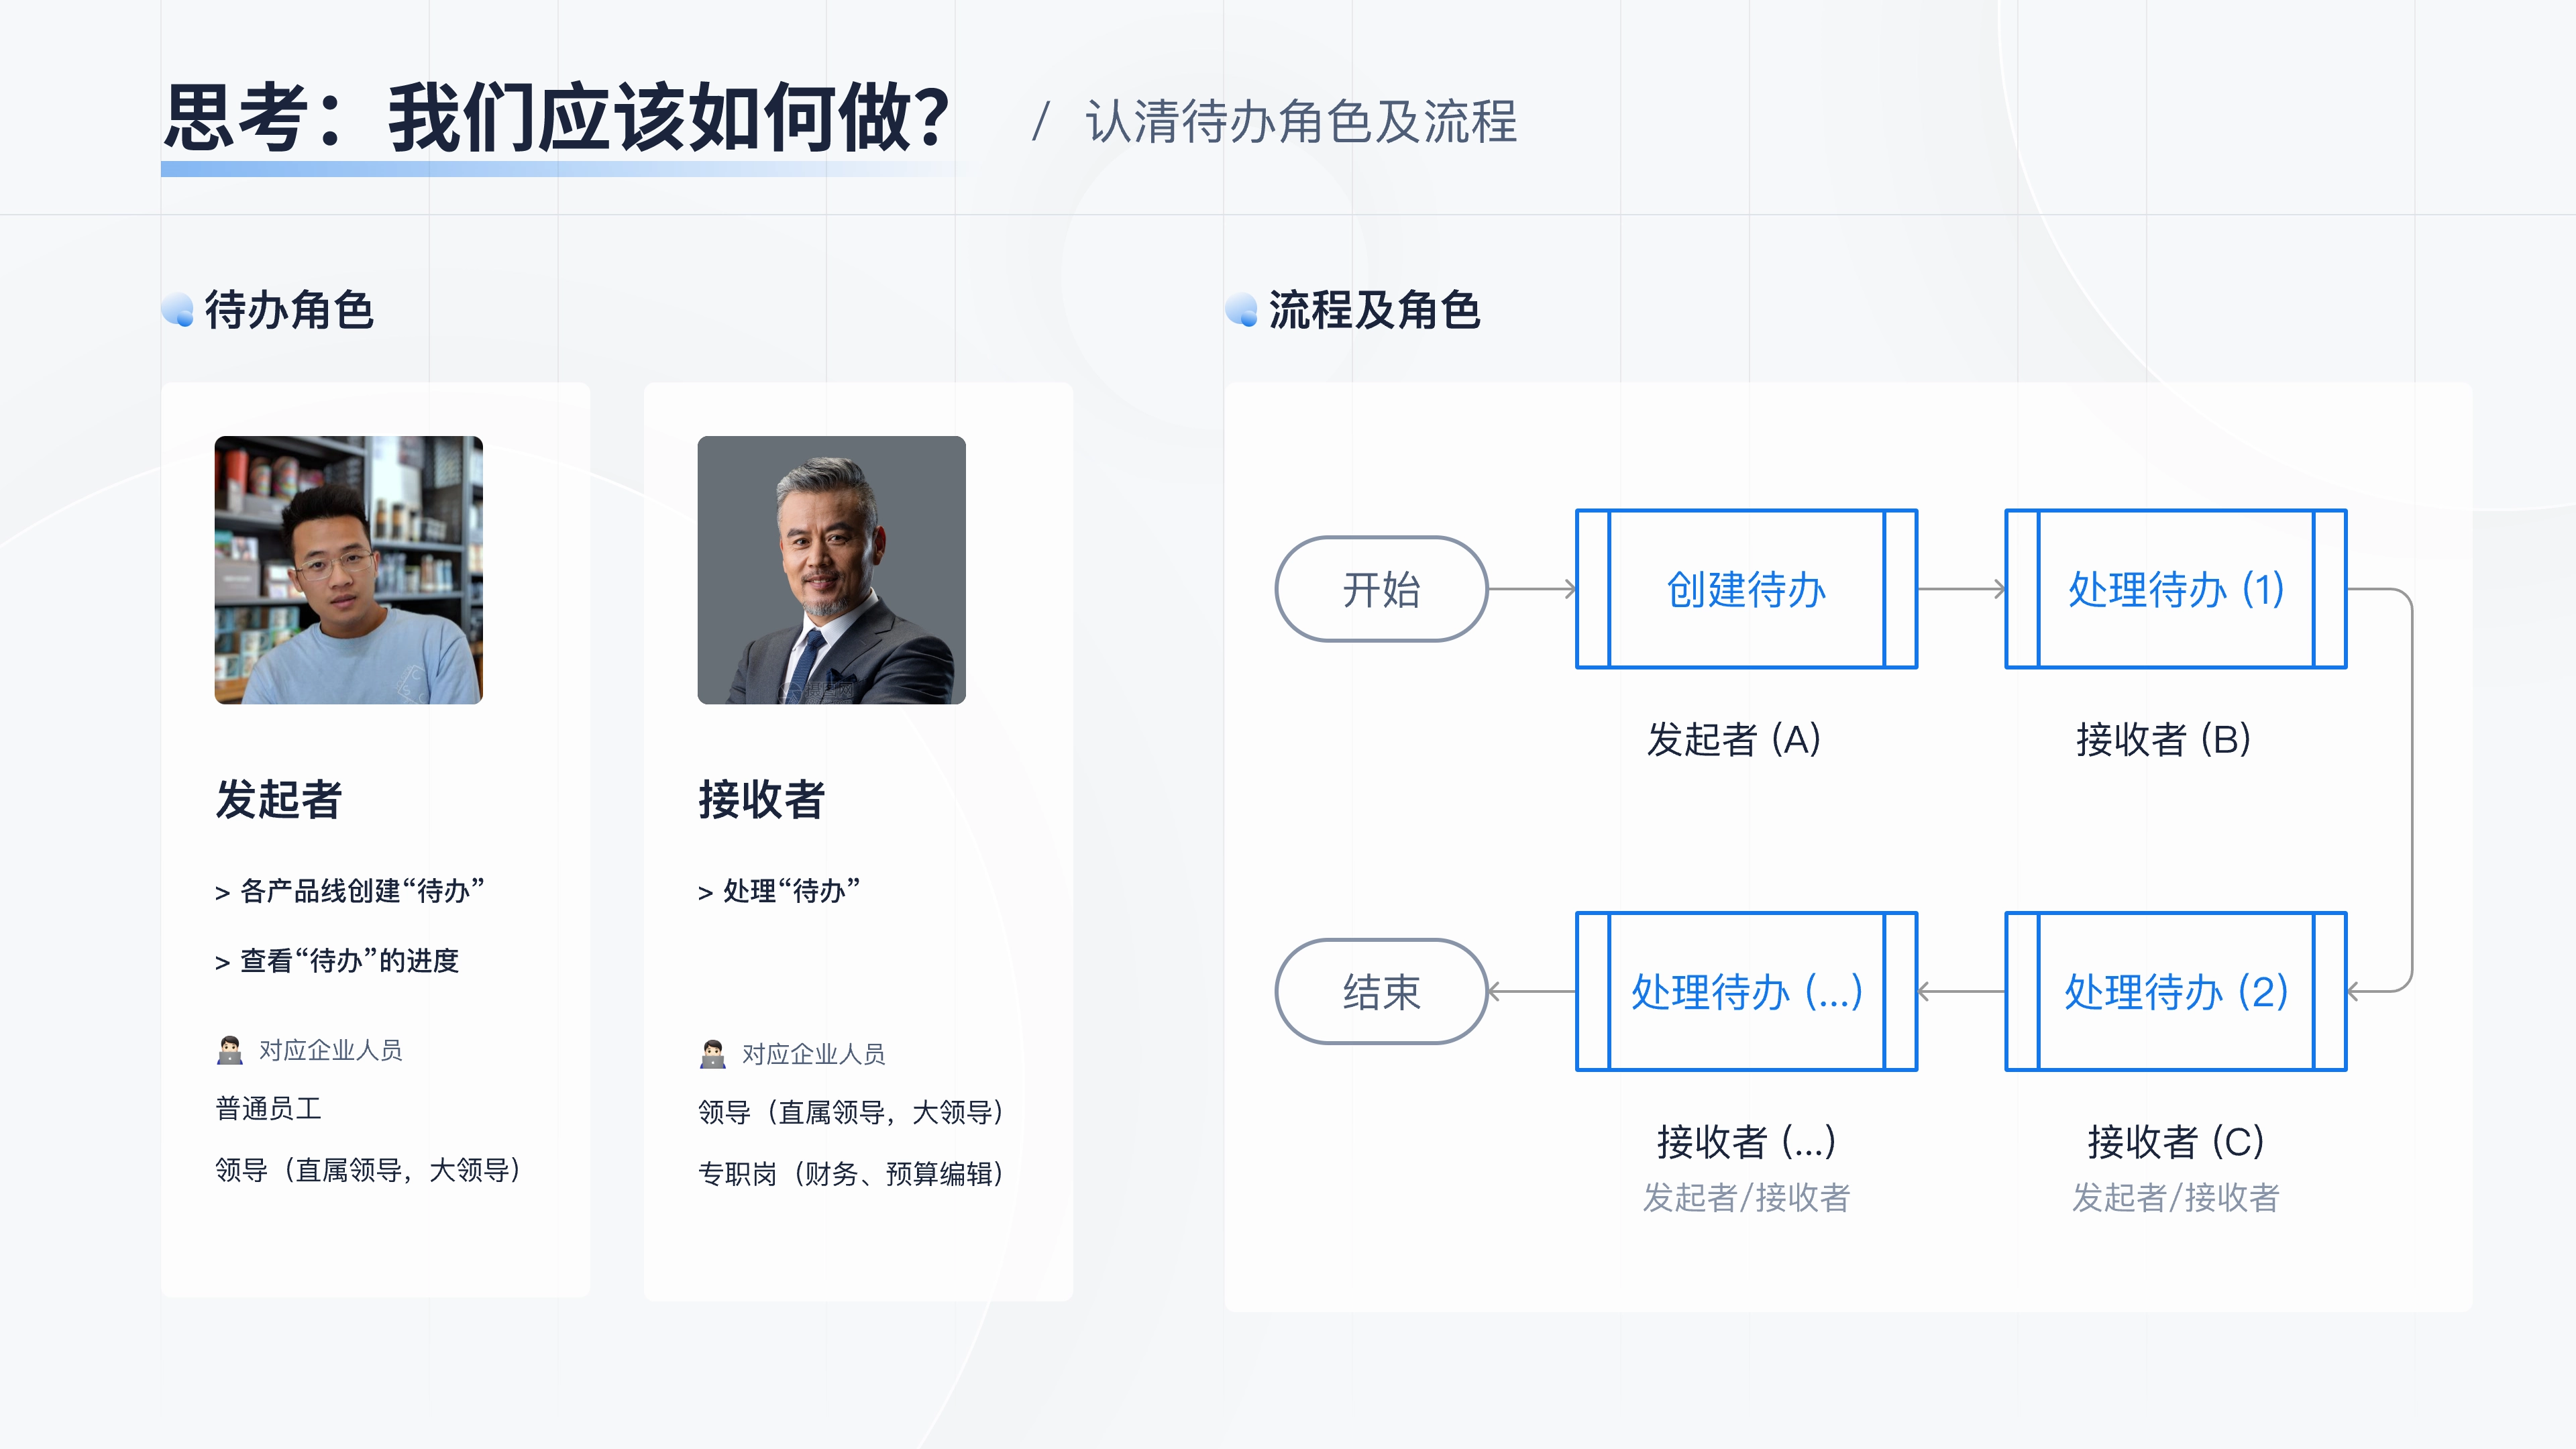 思考：我们应该如何做？ / 认清待办角色及流程
待办角色
发起者
> 各产品线创建“待办”
> 查看“待办”的进度
对应企业人员
普通员工
领导（直属领导，大领导）
接收者
> 处理“待办”
对应企业人员
领导（直属领导，大领导）
专职岗（财务、预算编辑）
流程及角色
开始
创建待办
处理待办 (1)
发起者 (A)
接收者 (B)
结束
处理待办 (...)
处理待办 (2)
接收者 (...)
接收者 (C)
发起者/接收者
发起者/接收者